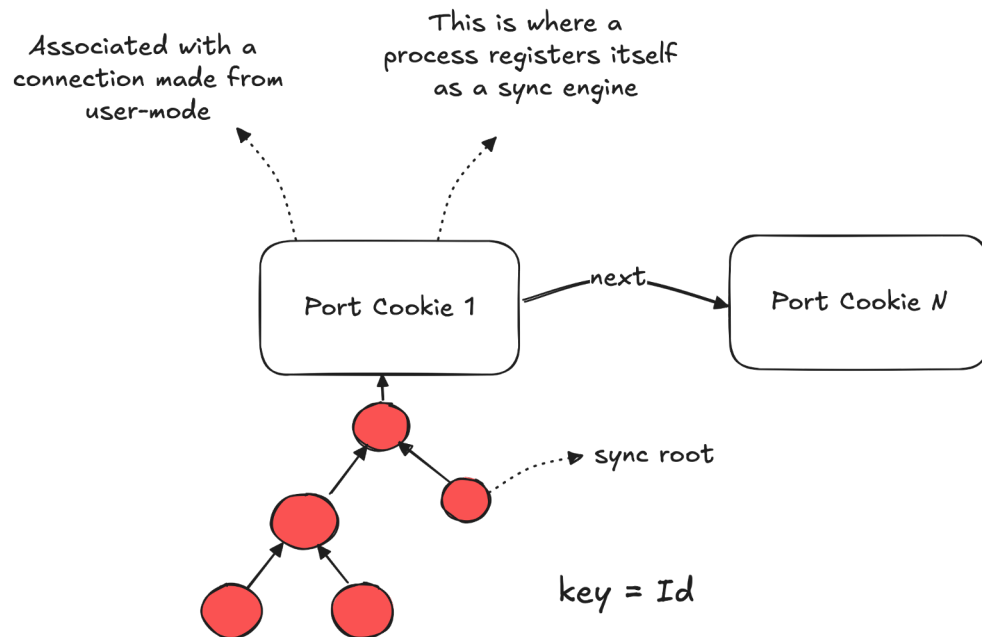 Associated with a
connection made from
user-mode
This is where a
process registers itself
as a sync engine
Port Cookie 1
next
Port Cookie N
sync root
key = Id